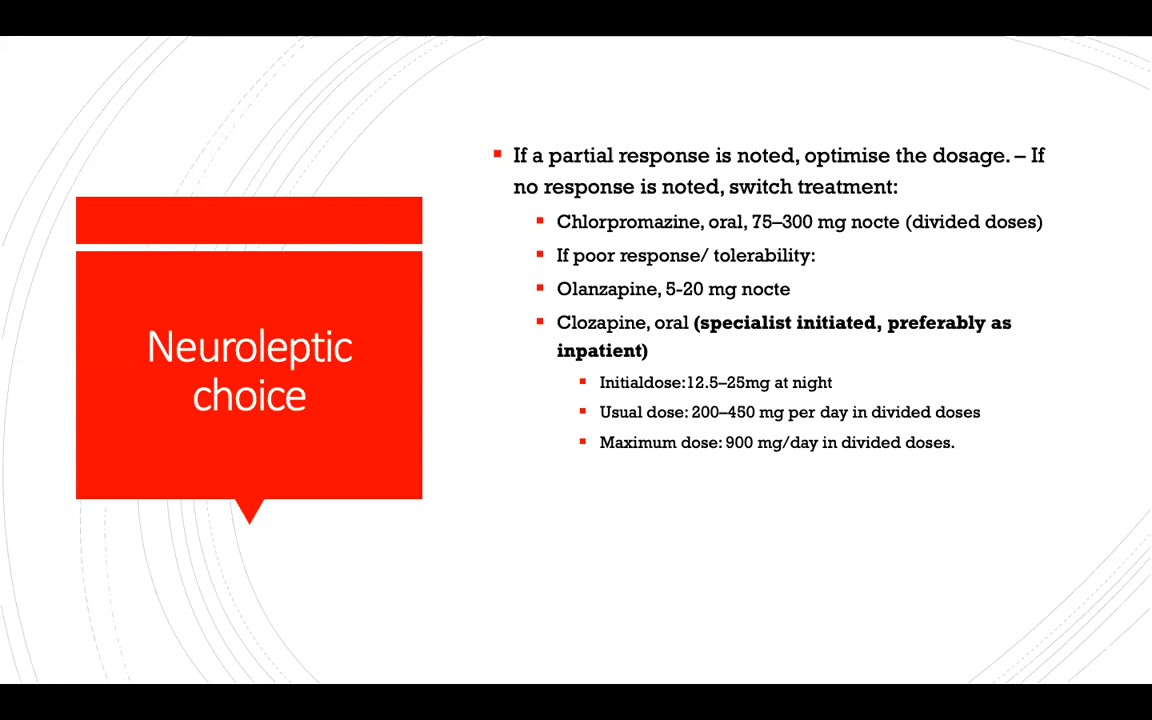 Neuroleptic
choice
If a partial response is noted, optimise the dosage. – If
no response is noted, switch treatment:
Chlorpromazine, oral, 75–300 mg nocte (divided doses)
If poor response/ tolerability:
Olanzapine, 5-20 mg nocte
Clozapine, oral (specialist initiated, preferably as
inpatient)
Initialdose:12.5–25mg at night
Usual dose: 200–450 mg per day in divided doses
Maximum dose: 900 mg/day in divided doses.